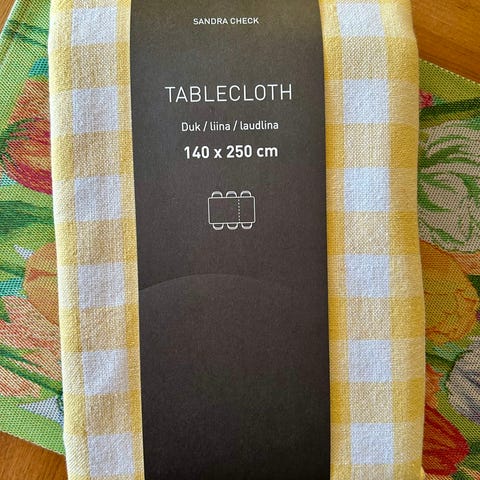 SANDRA CHECK
TABLECLOTH
Duk / liina / laudlina
140 x 250 cm